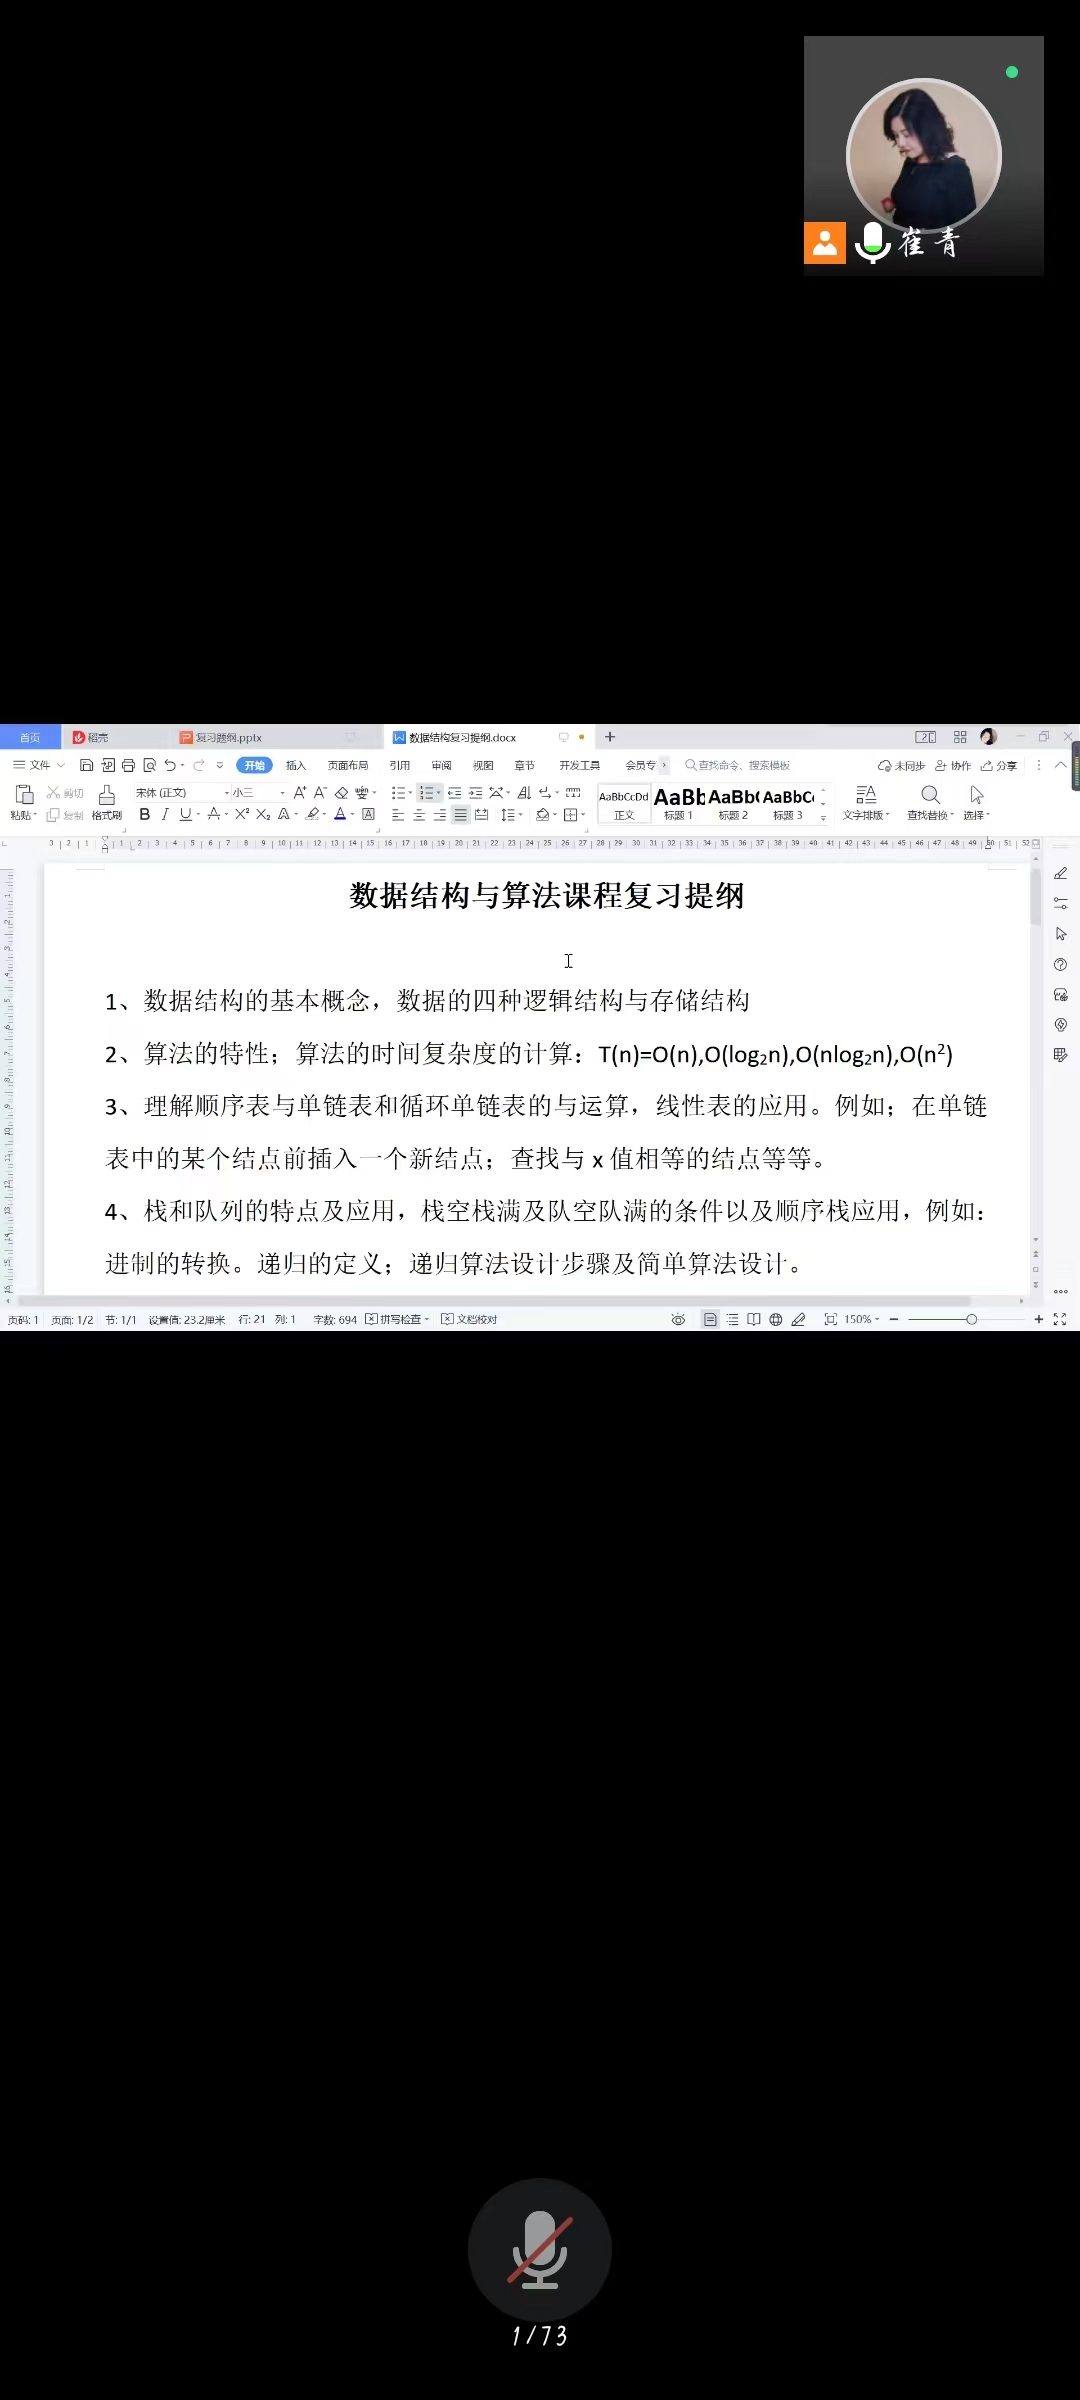 崔青
首页 稻壳 复习题纲.pptx 数据结构复习提纲.docx
文件 开始 插入 页面布局 引用 审阅 视图 章节 开发工具 会员专 查找命令、搜索模板 未同步 协作 分享
粘贴 剪切 复制 格式刷 宋体 (正文) 小三 AaBbCcDd 正文 AaBb 标题 1 AaBb( 标题 2 AaBbC 标题 3 文字排版 查找替换 选择
数据结构与算法课程复习提纲
1、数据结构的基本概念，数据的四种逻辑结构与存储结构
2、算法的特性；算法的时间复杂度的计算：T(n)=O(n),O(log₂n),O(nlog₂n),O(n²)
3、理解顺序表与单链表和循环单链表的与运算，线性表的应用。例如；在单链
表中的某个结点前插入一个新结点；查找与 x 值相等的结点等等。
4、栈和队列的特点及应用，栈空栈满及队空队满的条件以及顺序栈应用，例如：
进制的转换。递归的定义；递归算法设计步骤及简单算法设计。
页码: 1 页面: 1/2 节: 1/1 设置值: 23.2厘米 行: 21 列: 1 字数: 694 拼写检查 文档校对 150%
1/73